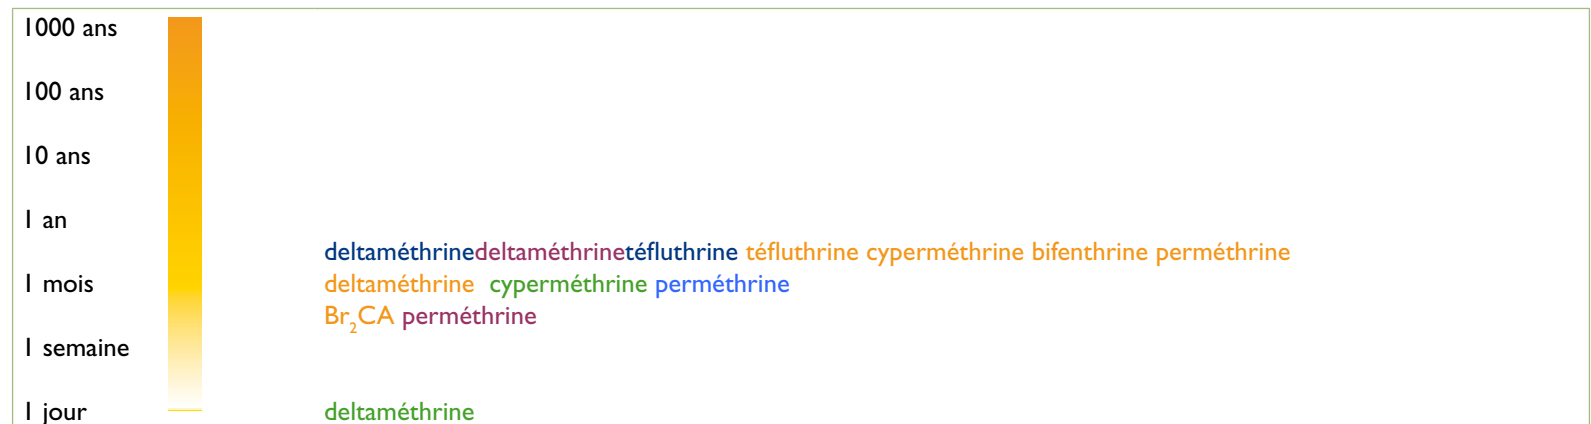 1000 ans
100 ans
10 ans
1 an
deltaméthrinedeltaméthrinetéfluthrine téfluthrine cyperméthrine bifenthrine perméthrine
1 mois deltaméthrine cyperméthrine perméthrine
Br₂CA perméthrine
1 semaine
1 jour deltaméthrine